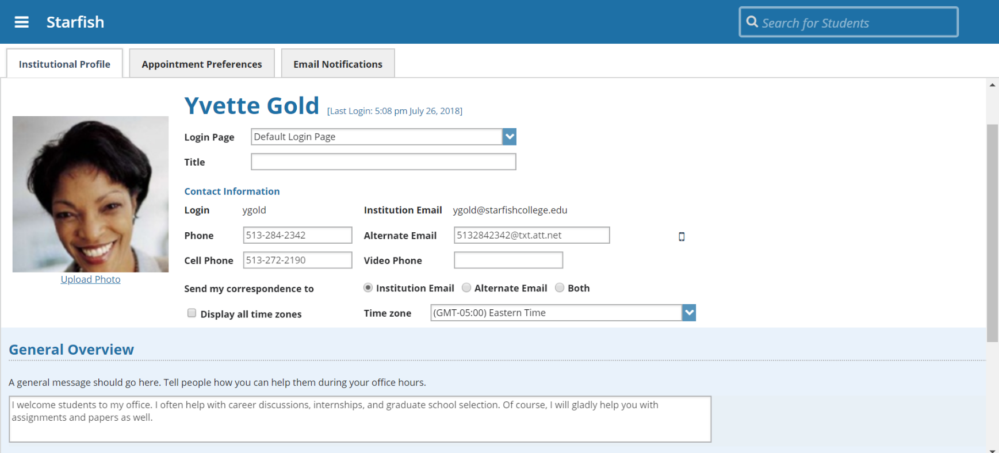 Starfish
Search for Students
Institutional Profile
Appointment Preferences
Email Notifications
Yvette Gold [Last Login: 5:08 pm July 26, 2018]
Login Page Default Login Page
Title
Contact Information
Login ygold Institution Email ygold@starfishcollege.edu
Phone 513-284-2342 Alternate Email 5132842342@txt.att.net
Cell Phone 513-272-2190 Video Phone
Upload Photo
Send my correspondence to Institution Email Alternate Email Both
Display all time zones Time zone (GMT-05:00) Eastern Time
General Overview
A general message should go here. Tell people how you can help them during your office hours.
I welcome students to my office. I often help with career discussions, internships, and graduate school selection. Of course, I will gladly help you with
assignments and papers as well.